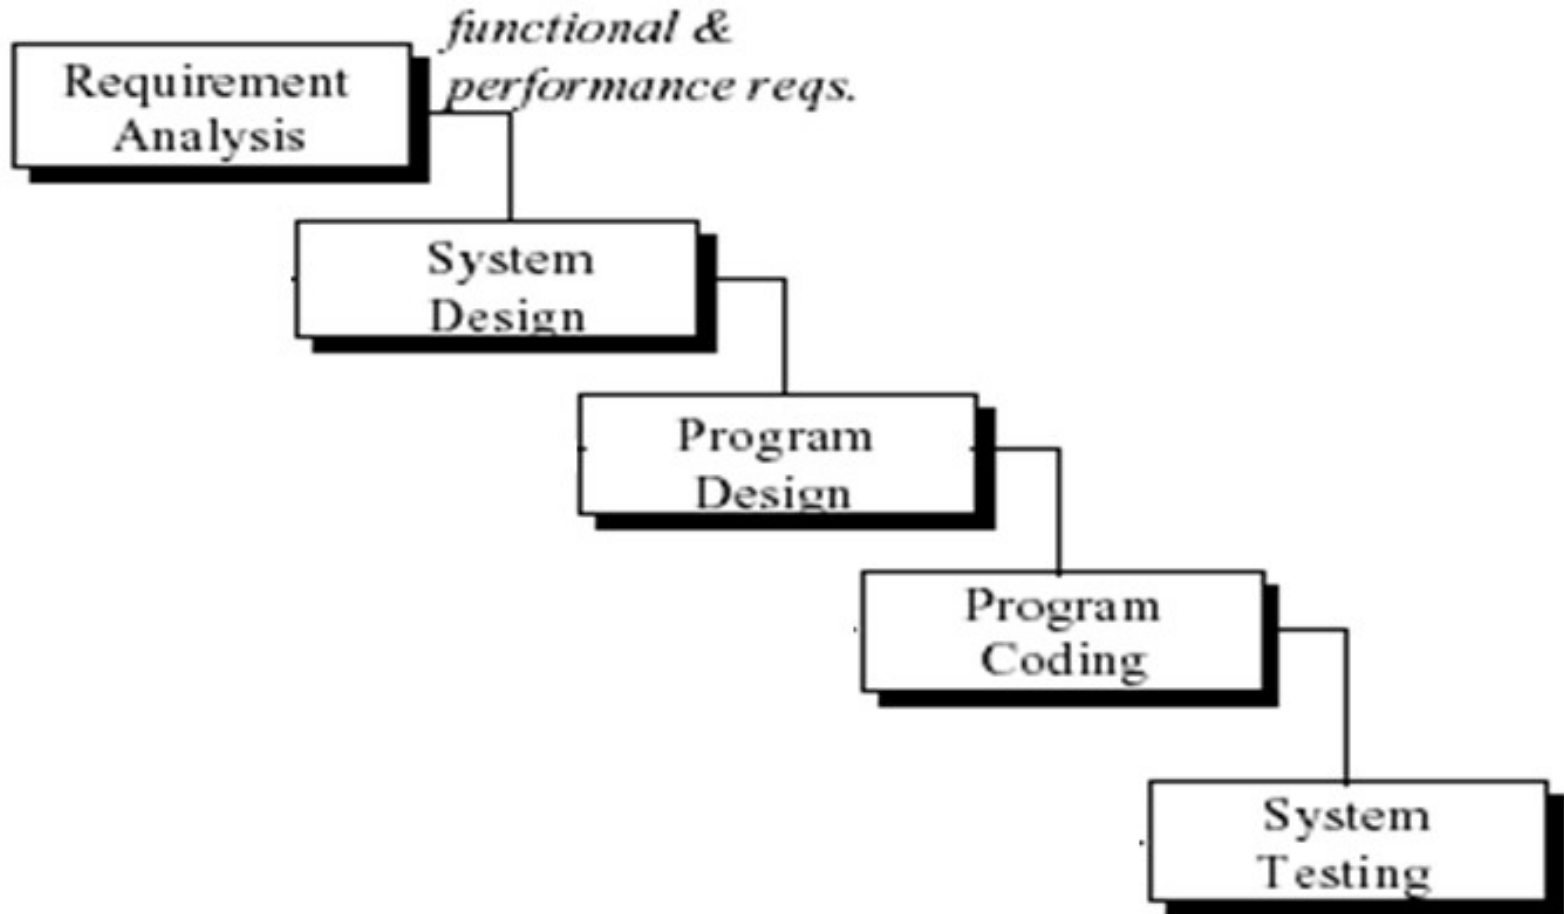 functional &
performance reqs.
Requirement
Analysis
System
Design
Program
Design
Program
Coding
System
Testing